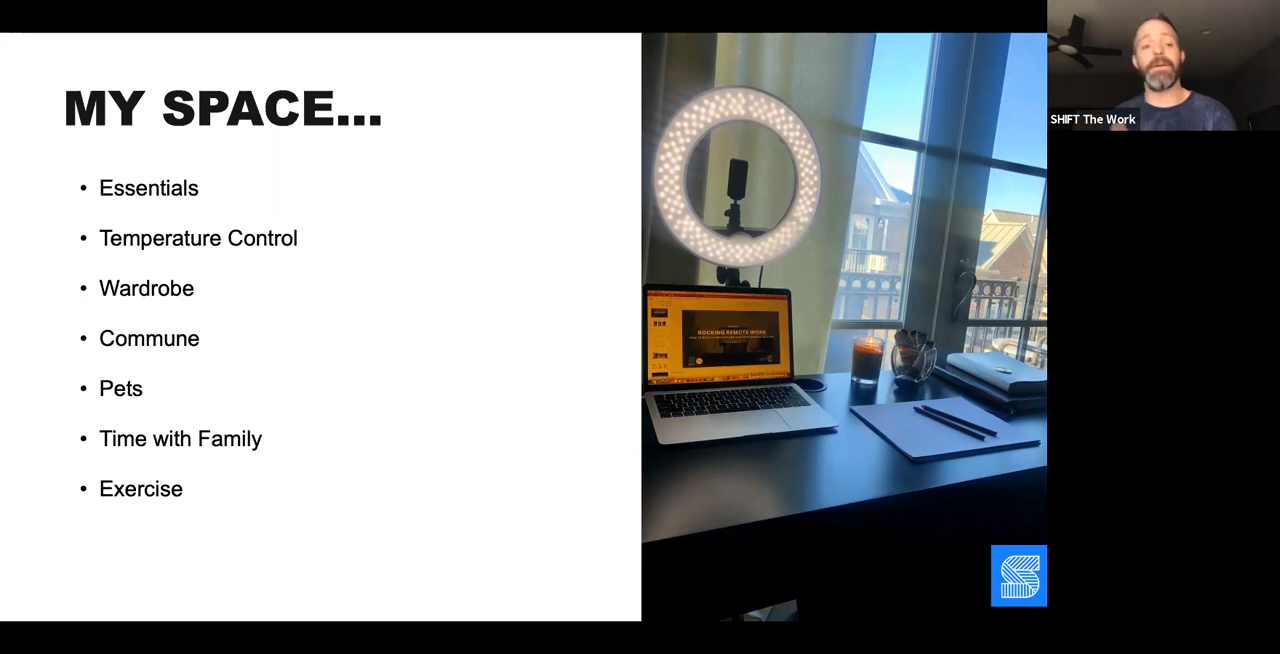 MY SPACE...
Essentials
Temperature Control
Wardrobe
Commune
Pets
Time with Family
Exercise
ROCKING REMOTE WORK
SHIFT The Work